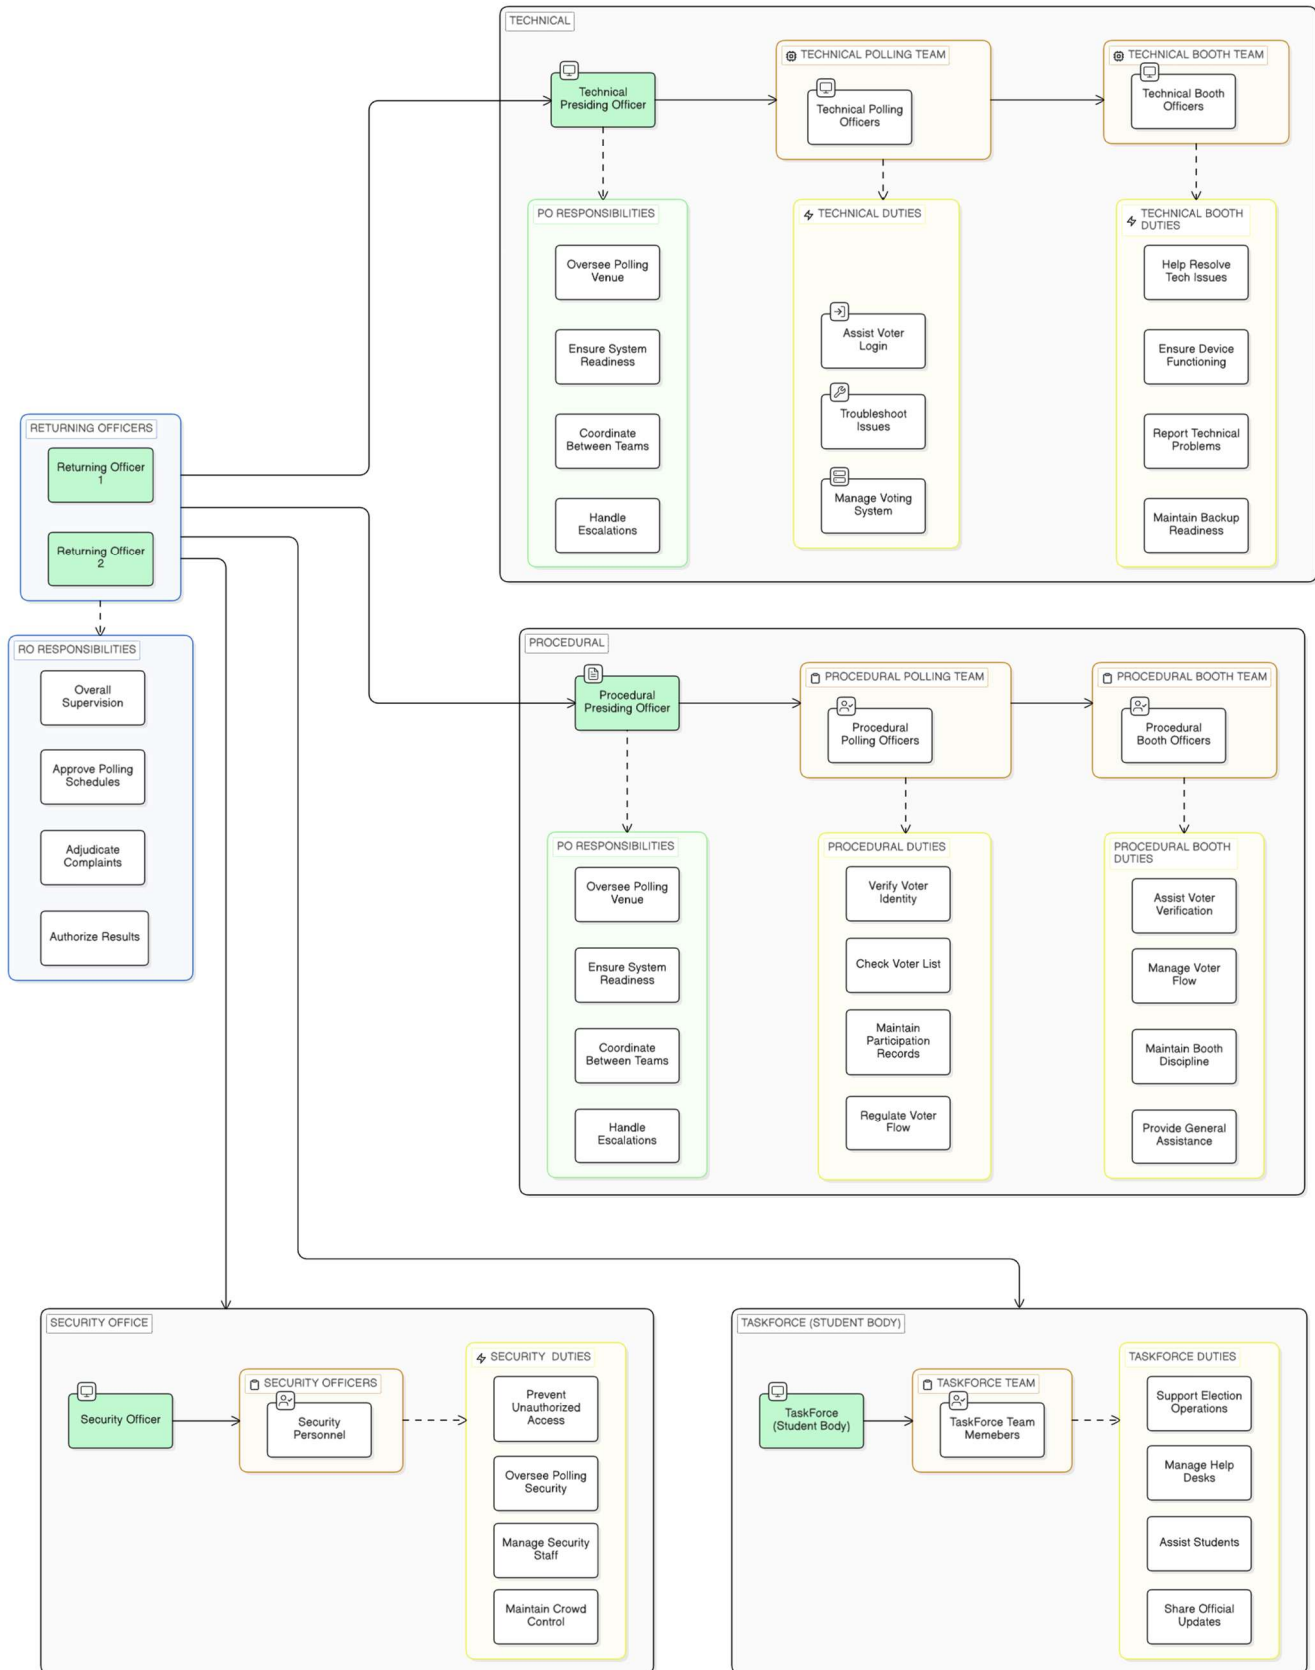 TECHNICAL
TECHNICAL POLLING TEAM
TECHNICAL BOOTH TEAM
Technical
Presiding Officer
Technical Polling
Officers
Technical Booth
Officers
PO RESPONSIBILITIES
Oversee Polling
Venue
Ensure System
Readiness
Coordinate
Between Teams
Handle
Escalations
TECHNICAL DUTIES
Assist Voter
Login
Troubleshoot
Issues
Manage Voting
System
TECHNICAL BOOTH
DUTIES
Help Resolve
Tech Issues
Ensure Device
Functioning
Report Technical
Problems
Maintain Backup
Readiness
RETURNING OFFICERS
Returning Officer
1
Returning Officer
2
RO RESPONSIBILITIES
Overall
Supervision
Approve Polling
Schedules
Adjudicate
Complaints
Authorize Results
PROCEDURAL
Procedural
Presiding Officer
PROCEDURAL POLLING TEAM
Procedural
Polling Officers
PROCEDURAL BOOTH TEAM
Procedural
Booth Officers
PO RESPONSIBILITIES
Oversee Polling
Venue
Ensure System
Readiness
Coordinate
Between Teams
Handle
Escalations
PROCEDURAL DUTIES
Verify Voter
Identity
Check Voter List
Maintain
Participation
Records
Regulate Voter
Flow
PROCEDURAL BOOTH
DUTIES
Assist Voter
Verification
Manage Voter
Flow
Maintain Booth
Discipline
Provide General
Assistance
SECURITY OFFICE
Security Officer
SECURITY OFFICERS
Security
Personnel
SECURITY DUTIES
Prevent
Unauthorized
Access
Oversee Polling
Security
Manage Security
Staff
Maintain Crowd
Control
TASKFORCE (STUDENT BODY)
TaskForce
(Student Body)
TASKFORCE TEAM
TaskForce Team
Memebers
TASKFORCE DUTIES
Support Election
Operations
Manage Help
Desks
Assist Students
Share Official
Updates